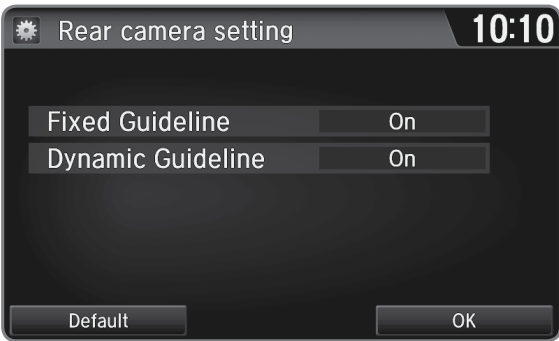 Rear camera setting 10:10
Fixed Guideline On
Dynamic Guideline On
Default OK